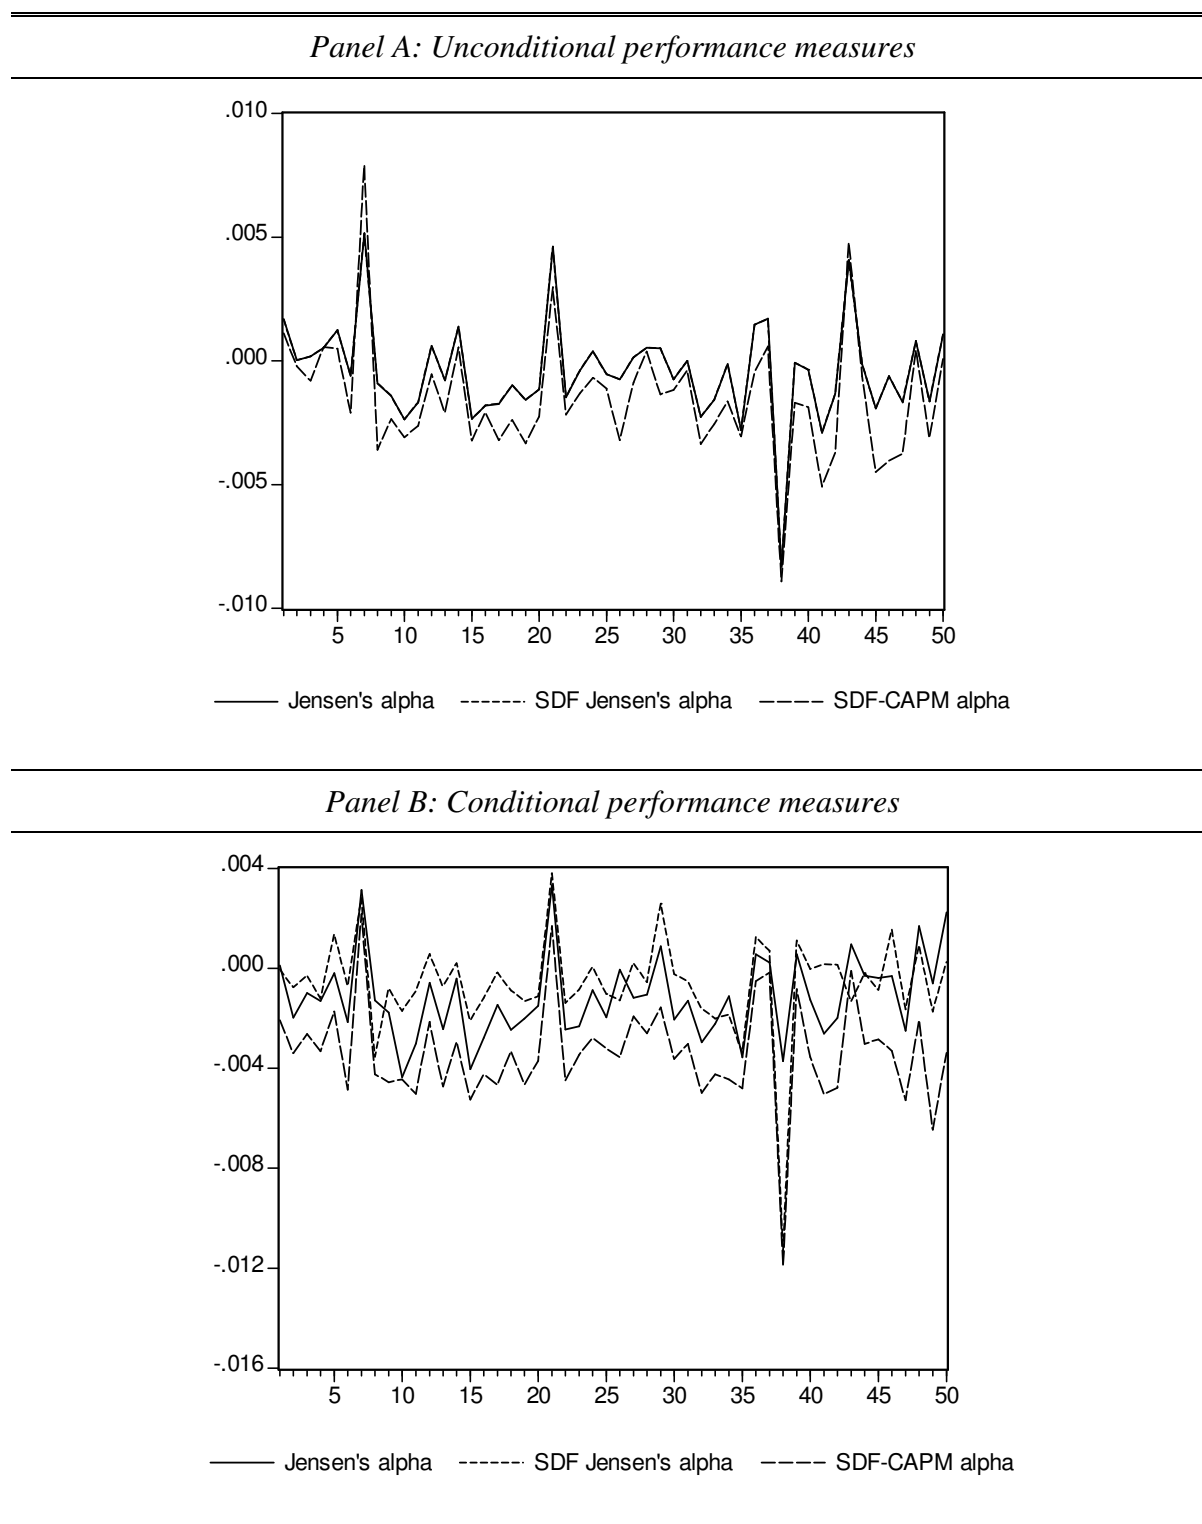 Panel A: Unconditional performance measures
.010
.005
.000
-.005
-.010
5 10 15 20 25 30 35 40 45 50
Jensen's alpha SDF Jensen's alpha SDF-CAPM alpha
Panel B: Conditional performance measures
.004
.000
-.004
-.008
-.012
-.016
5 10 15 20 25 30 35 40 45 50
Jensen's alpha SDF Jensen's alpha SDF-CAPM alpha